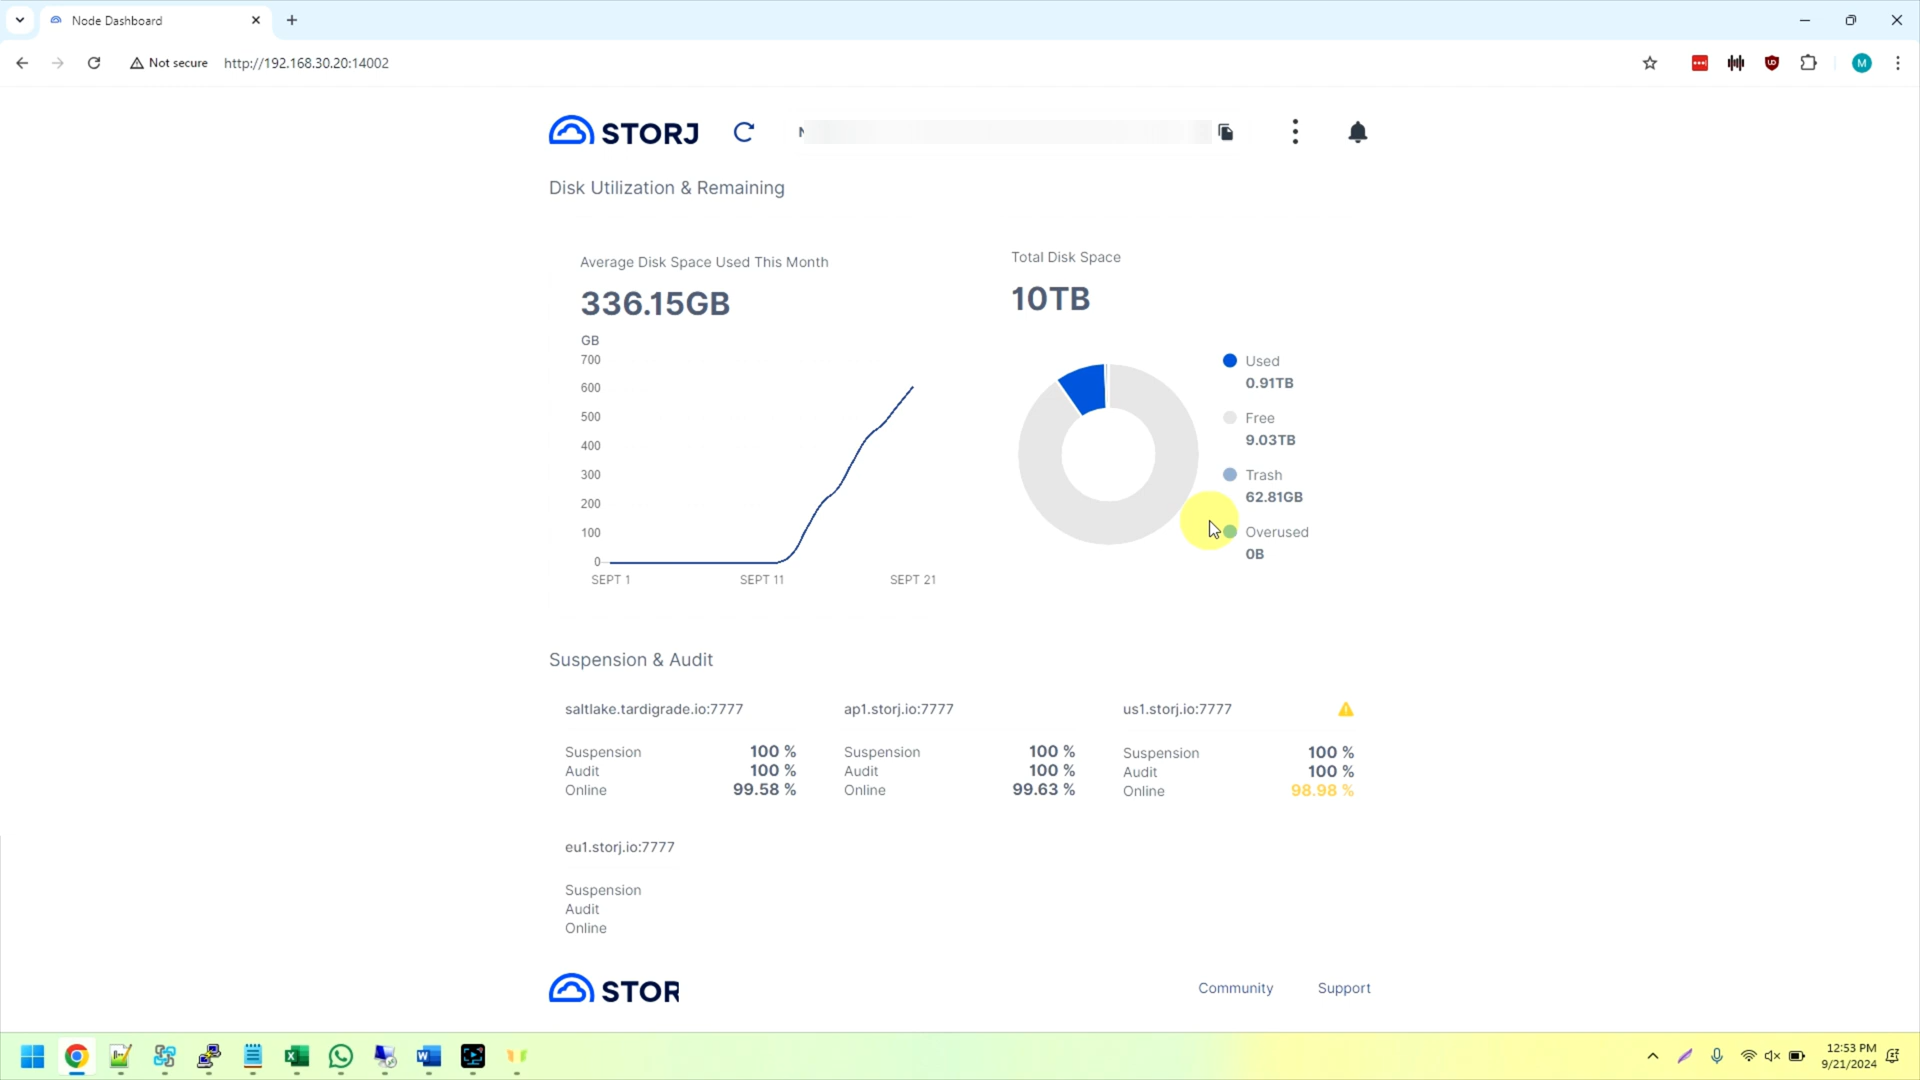 Node Dashboard
Not secure
http://192.168.30.20:14002
M
STORJ
Disk Utilization & Remaining
Average Disk Space Used This Month
336.15GB
GB
700
600
500
400
300
200
100
0
SEPT 1
SEPT 11
SEPT 21
Total Disk Space
10TB
Used
0.91TB
Free
9.03TB
Trash
62.81GB
Overused
0B
Suspension & Audit
saltlake.tardigrade.io:7777
Suspension 100 %
Audit 100 %
Online 99.58 %
ap1.storj.io:7777
Suspension 100 %
Audit 100 %
Online 99.63 %
us1.storj.io:7777
Suspension 100 %
Audit 100 %
Online 98.98 %
eu1.storj.io:7777
Suspension
Audit
Online
STOR
Community
Support
12:53 PM
9/21/2024